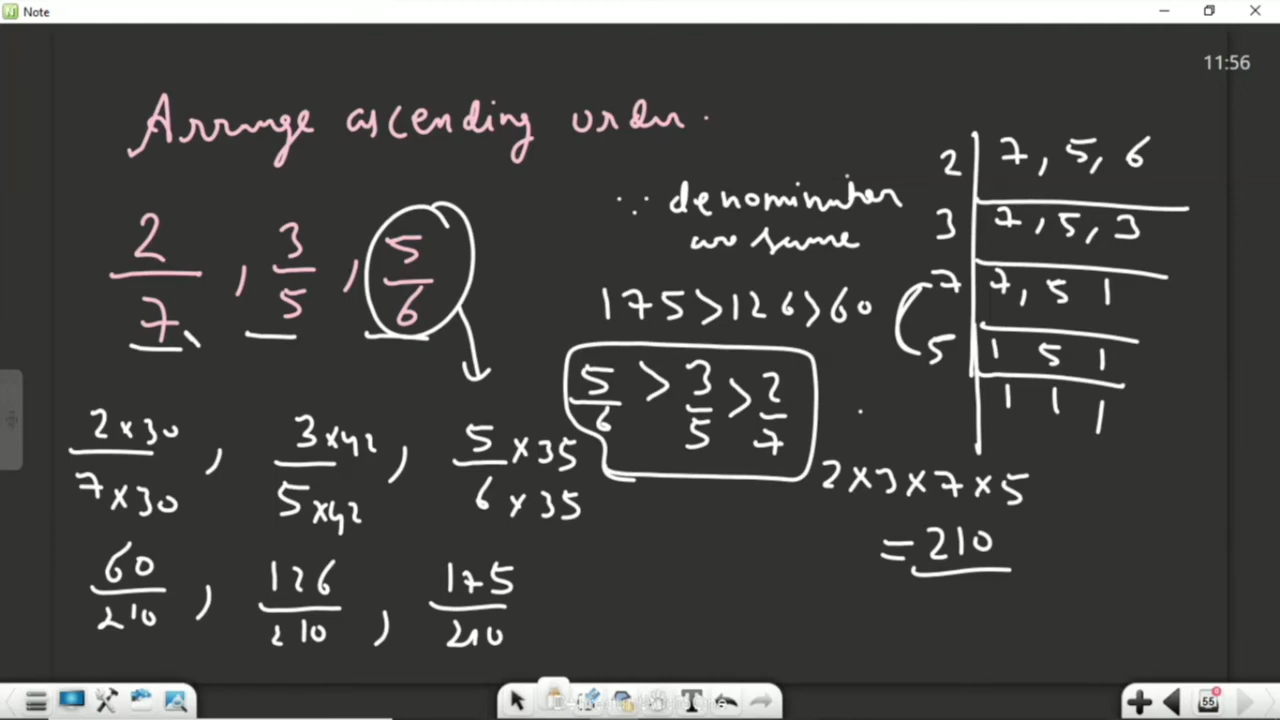 Note
11:56
Arrange ascending order.
2/7, 3/5, 5/6
2×30/7×30, 3×42/5×42, 5×35/6×35
60/210, 126/210, 175/210
∵ denominator
are same
175>126>60
5/6 > 3/5 > 2/7
2 | 7, 5, 6
3 | 7, 5, 3
7 | 7, 5 1
5 | 1 5 1
1 1 1
2×3×7×5
=210
55